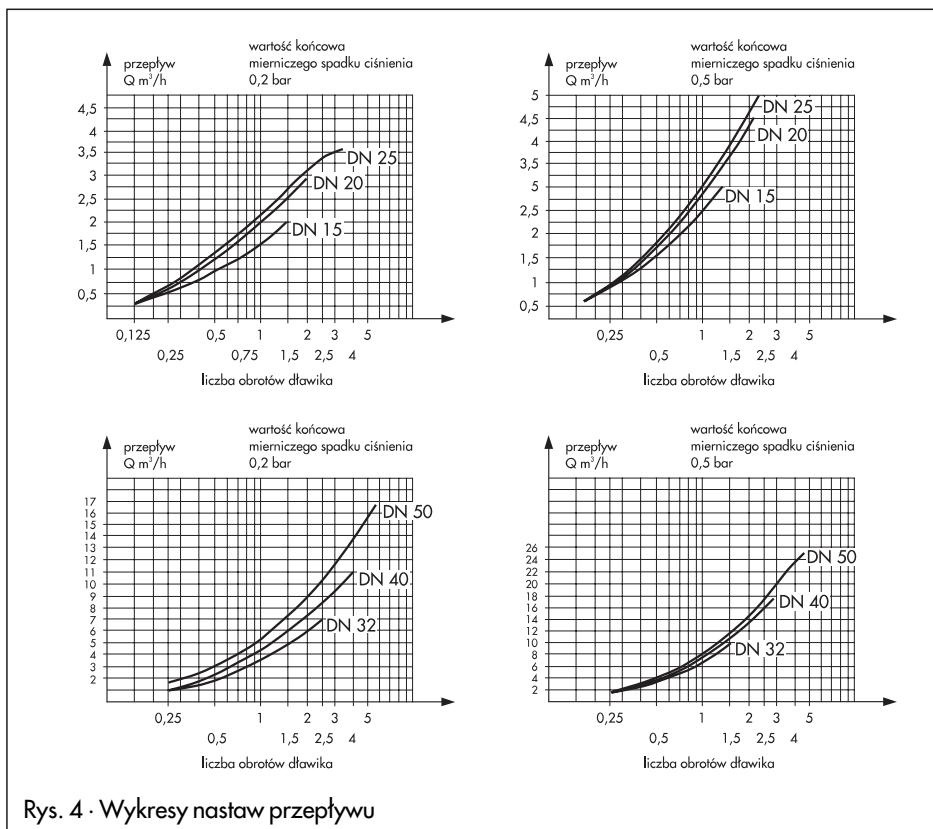 przepływ
Q m³/h
wartość końcowa
mierniczego spadku ciśnienia
0,2 bar
4,5
4
3,5
3
2,5
2
1,5
1
0,5
DN 25
DN 20
DN 15
0,125 0,5 1 2 3 5
0,25 0,75 1,5 2,5 4
liczba obrotów dławika
przepływ
Q m³/h
wartość końcowa
mierniczego spadku ciśnienia
0,5 bar
5
4,5
4
3,5
5
2,5
2
1,5
1
0,5
DN 25
DN 20
DN 15
0,25 1 2 3 5
0,5 1,5 2,5 4
liczba obrotów dławika
przepływ
Q m³/h
wartość końcowa
mierniczego spadku ciśnienia
0,2 bar
17
16
15
14
13
12
11
10
9
8
7
6
5
4
3
2
DN 50
DN 40
DN 32
0,25 1 2 3 5
0,5 1,5 2,5 4
liczba obrotów dławika
przepływ
Q m³/h
wartość końcowa
mierniczego spadku ciśnienia
0,5 bar
26
24
22
20
18
16
14
12
10
8
6
4
2
DN 50
DN 40
DN 32
0,25 1 2 3 5
0,5 1,5 2,5 4
liczba obrotów dławika
Rys. 4 · Wykresy nastaw przepływu